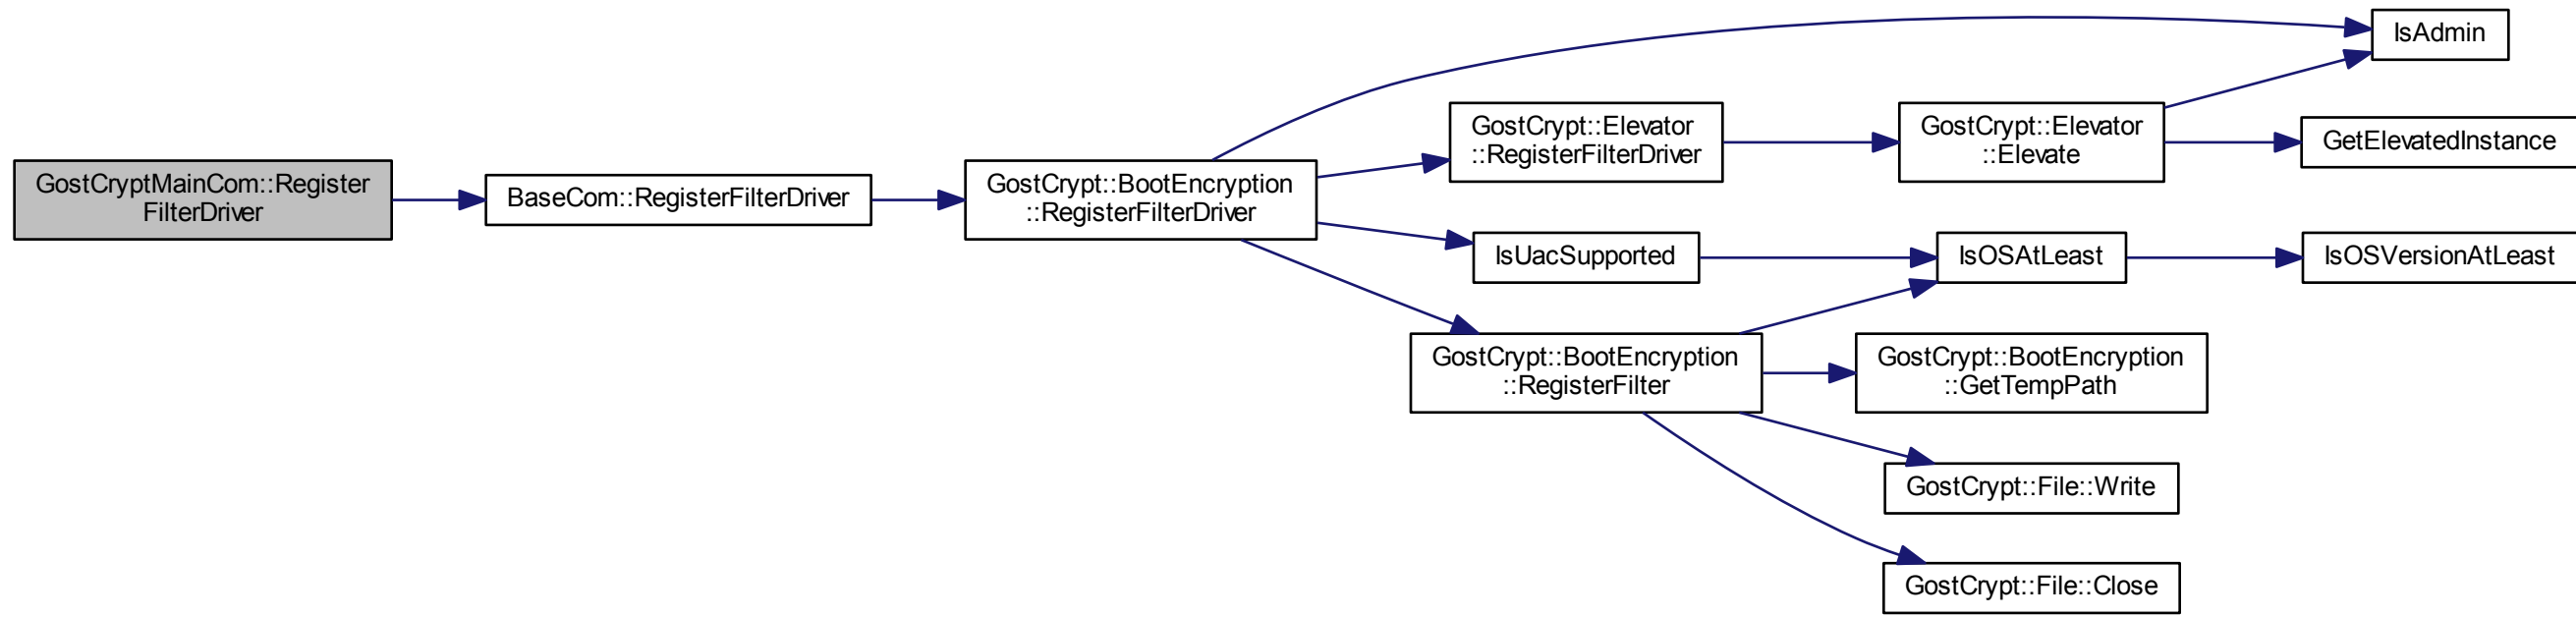 GostCryptMainCom::Register
FilterDriver
BaseCom::RegisterFilterDriver
GostCrypt::BootEncryption
::RegisterFilterDriver
IsAdmin
GostCrypt::Elevator
::RegisterFilterDriver
GostCrypt::Elevator
::Elevate
GetElevatedInstance
IsUacSupported
IsOSAtLeast
IsOSVersionAtLeast
GostCrypt::BootEncryption
::RegisterFilter
GostCrypt::BootEncryption
::GetTempPath
GostCrypt::File::Write
GostCrypt::File::Close